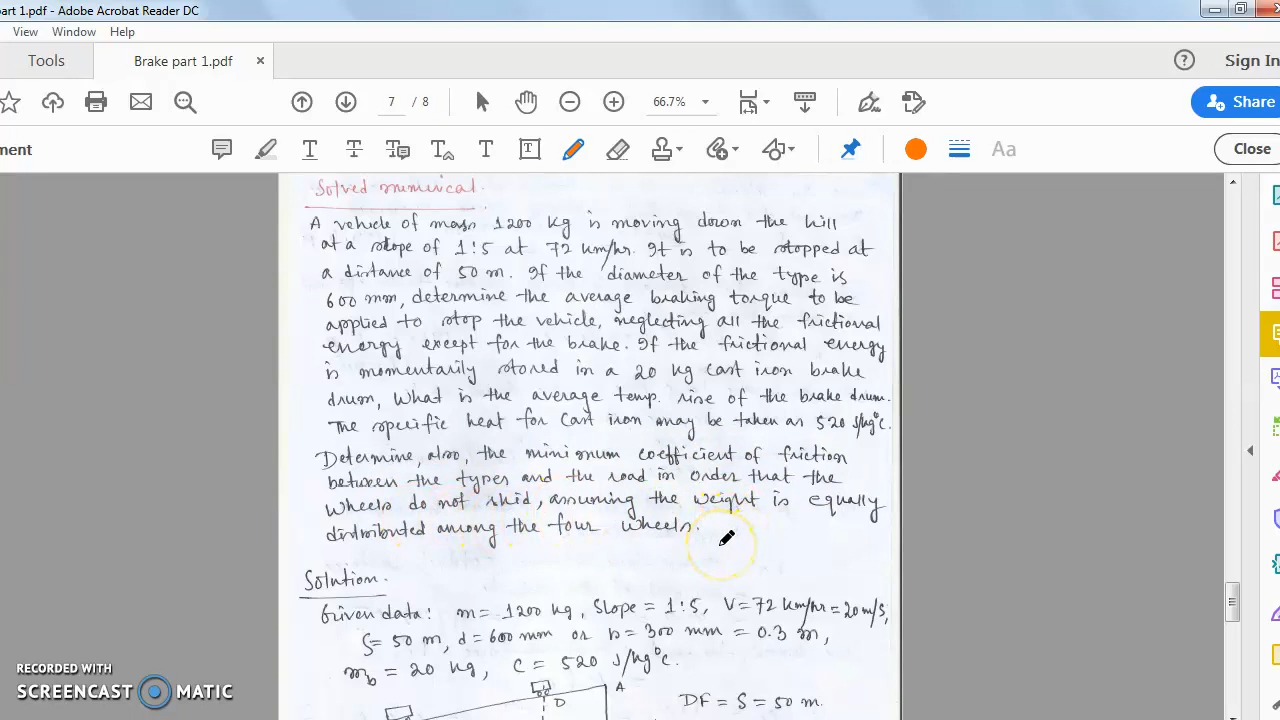 part 1.pdf - Adobe Acrobat Reader DC
View Window Help
Tools Brake part 1.pdf × ? Sign In
7 / 8 66.7% Share
ment T T T T T T Aa Close
Solved numerical.
A vehicle of mass 1200 kg is moving down the hill
at a slope of 1:5 at 72 km/hr. It is to be stopped at
a distance of 50 m. If the diameter of the type is
600 mm, determine the average braking torque to be
applied to stop the vehicle, neglecting all the frictional
energy except for the brake. If the frictional energy
is momentarily stored in a 20 kg cast iron brake
drum, What is the average temp. rise of the brake drum.
The specific heat for cast iron may be taken as 520 J/kg°C.
Determine, also, the minimum coefficient of friction
between the types and the road in order that the
wheels do not skid, assuming the weight is equally
distributed among the four wheels.
Solution.
Given data: m = 1200 kg, Slope = 1:5, V = 72 km/hr = 20 m/s,
S = 50 m, d = 600 mm or r = 300 mm = 0.3 m,
m_b = 20 kg, C = 520 J/kg°C.
A
D
DF = S = 50 m.
RECORDED WITH
SCREENCAST MATIC